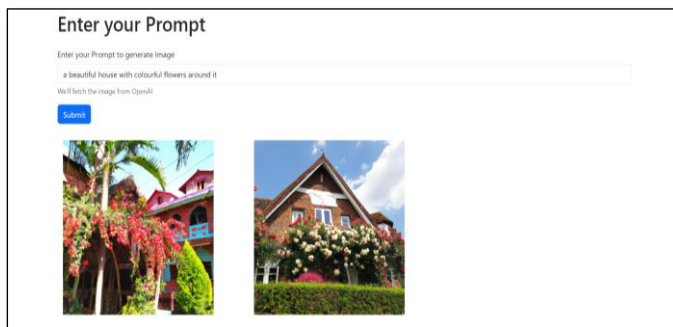 Enter your Prompt
Enter your Prompt to generate Image
a beautiful house with colourful flowers around it
We'll fetch the image from OpenAI
Submit